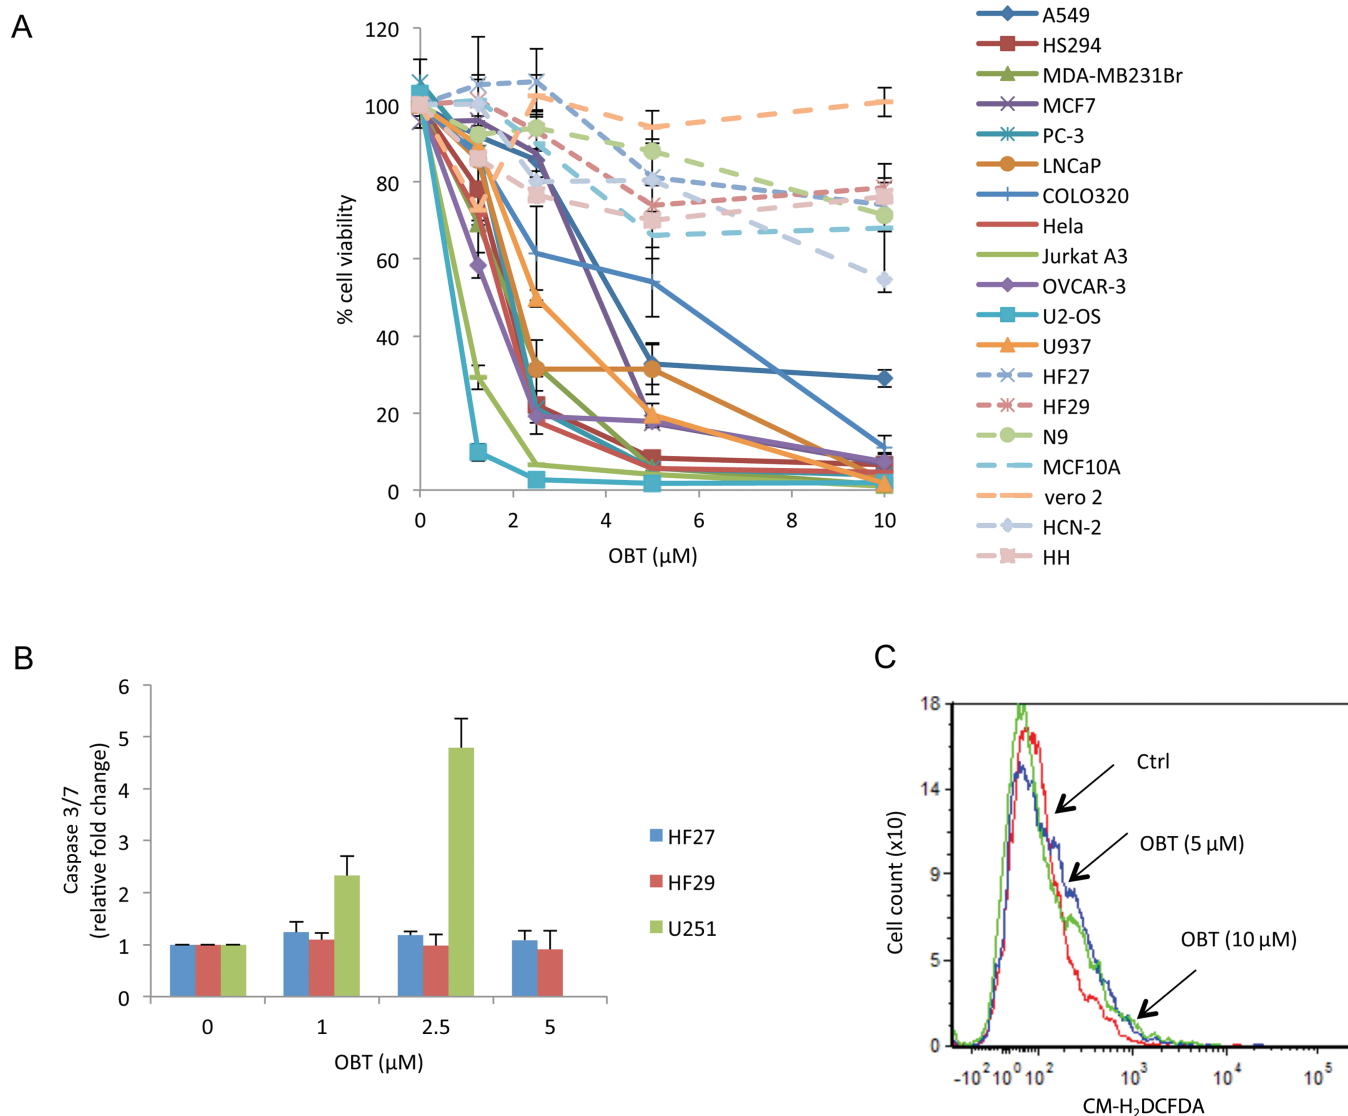 A
120
100
80
60
40
20
0
% cell viability
0 2 4 6 8 10
OBT (µM)
A549
HS294
MDA-MB231Br
MCF7
PC-3
LNCaP
COLO320
Hela
Jurkat A3
OVCAR-3
U2-OS
U937
HF27
HF29
N9
MCF10A
vero 2
HCN-2
HH
B
6
5
4
3
2
1
0
Caspase 3/7
(relative fold change)
0 1 2.5 5
OBT (µM)
HF27
HF29
U251
C
18
14
9
5
0
Cell count (x10)
Ctrl
OBT (5 µM)
OBT (10 µM)
-10² 10⁰ 10² 10³ 10⁴ 10⁵
CM-H₂DCFDA